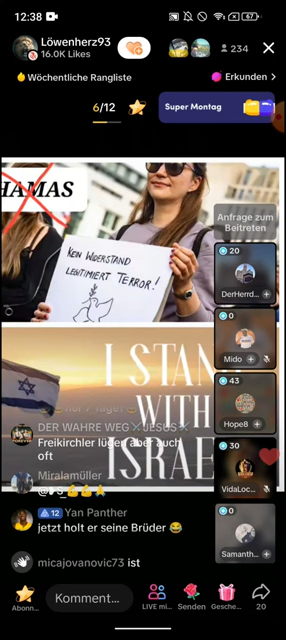 12:38
67
Löwenherz93
16.0K Likes
234
Wöchentliche Rangliste
Erkunden >
6/12
Super Montag
HAMAS
KEIN WIDERSTAND
LEGITIMIERT TERROR!
Anfrage zum
Beitreten
20
DerHerrd...
0
Mido
43
Hope8
30
VidaLoc...
0
Samanth...
I STAN
WITH
ISRAE
DER WAHRE WEG JESUS
Freikirchler lügen aber auch
oft
Miralamüller
12 Yan Panther
jetzt holt er seine Brüder 😂
micajovanovic73 ist
Abonn...
Komment...
LIVE mi...
Senden
Gesche...
20